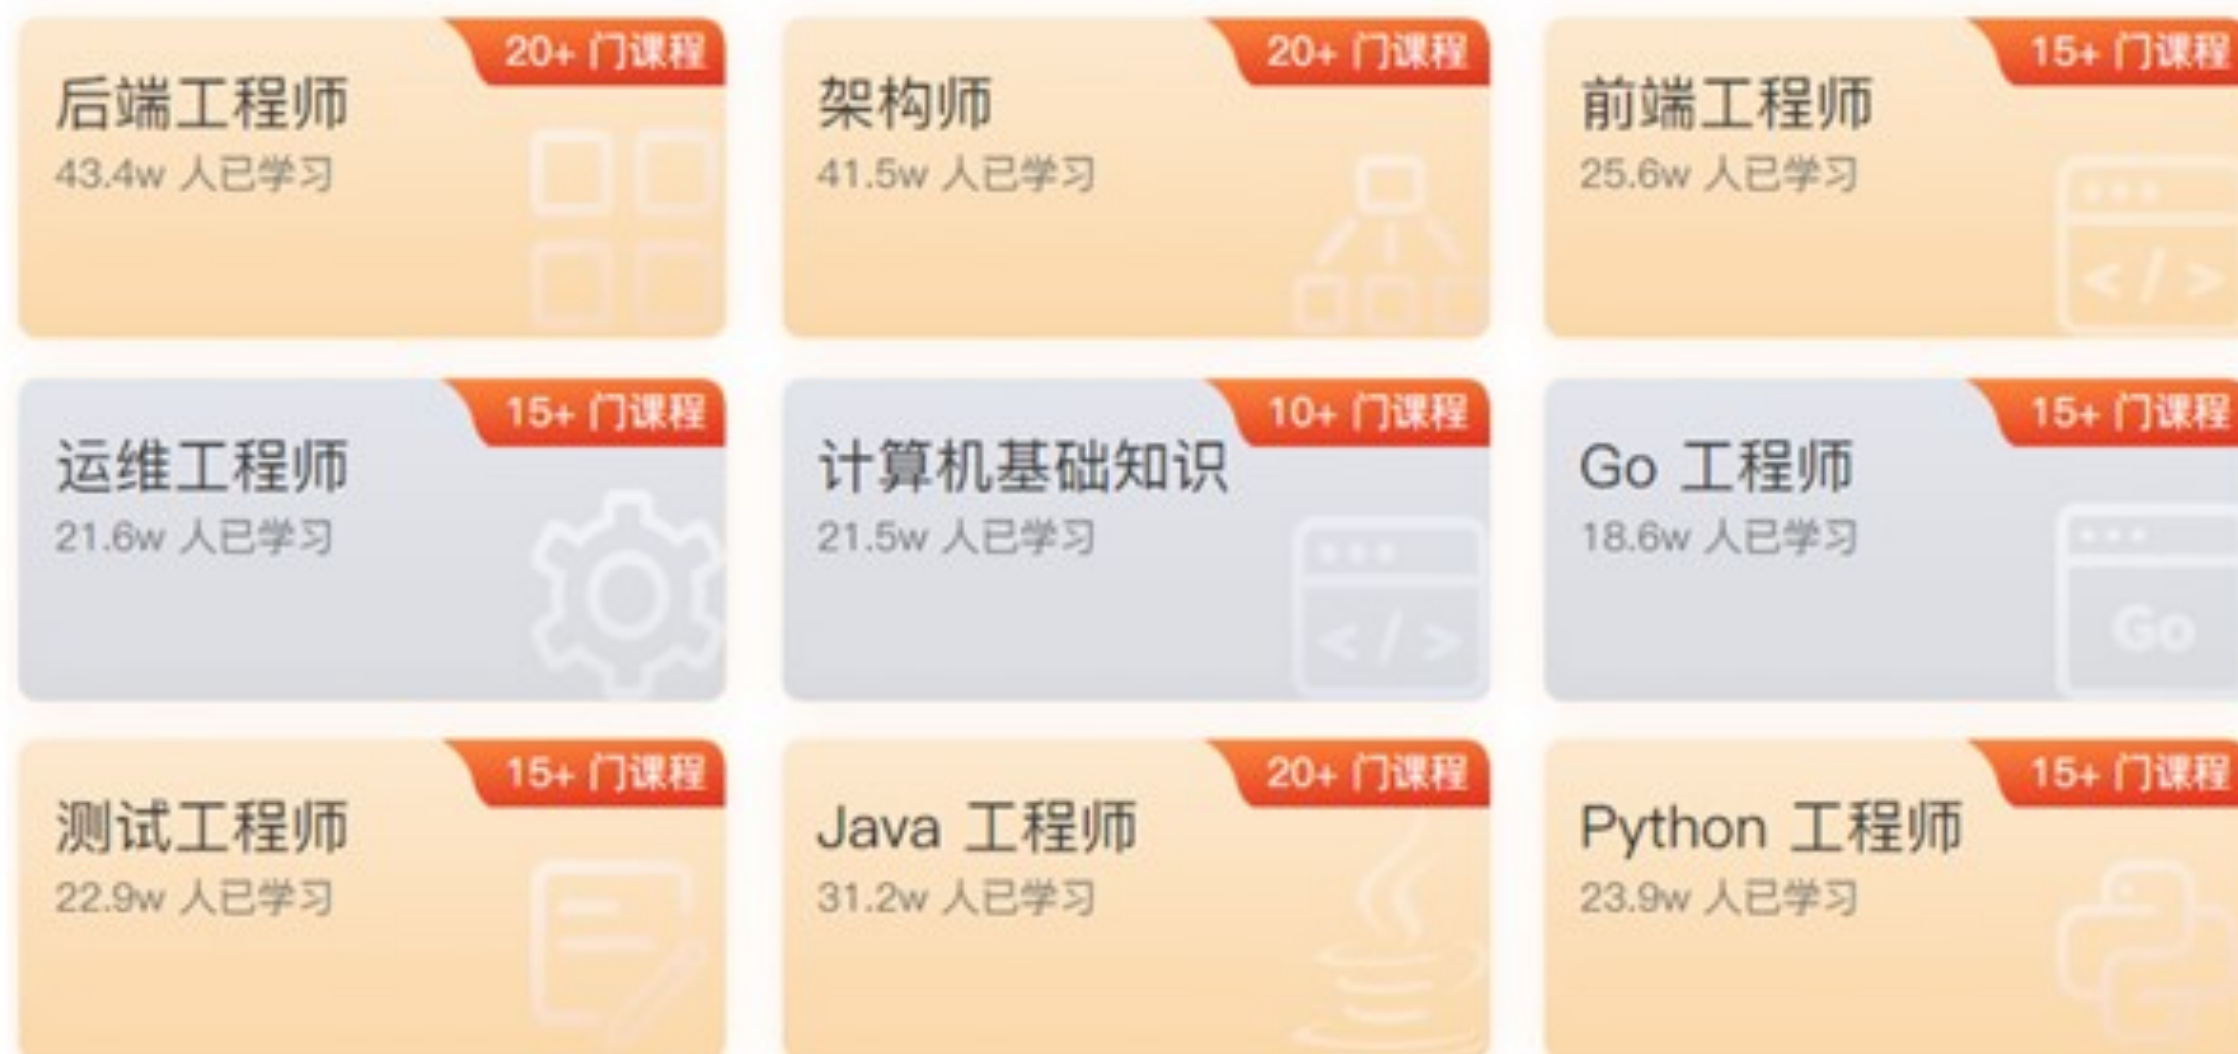 20+ 门课程
后端工程师
43.4w 人已学习
20+ 门课程
架构师
41.5w 人已学习
15+ 门课程
前端工程师
25.6w 人已学习
15+ 门课程
运维工程师
21.6w 人已学习
10+ 门课程
计算机基础知识
21.5w 人已学习
</>
15+ 门课程
Go 工程师
18.6w 人已学习
Go
15+ 门课程
测试工程师
22.9w 人已学习
20+ 门课程
Java 工程师
31.2w 人已学习
15+ 门课程
Python 工程师
23.9w 人已学习